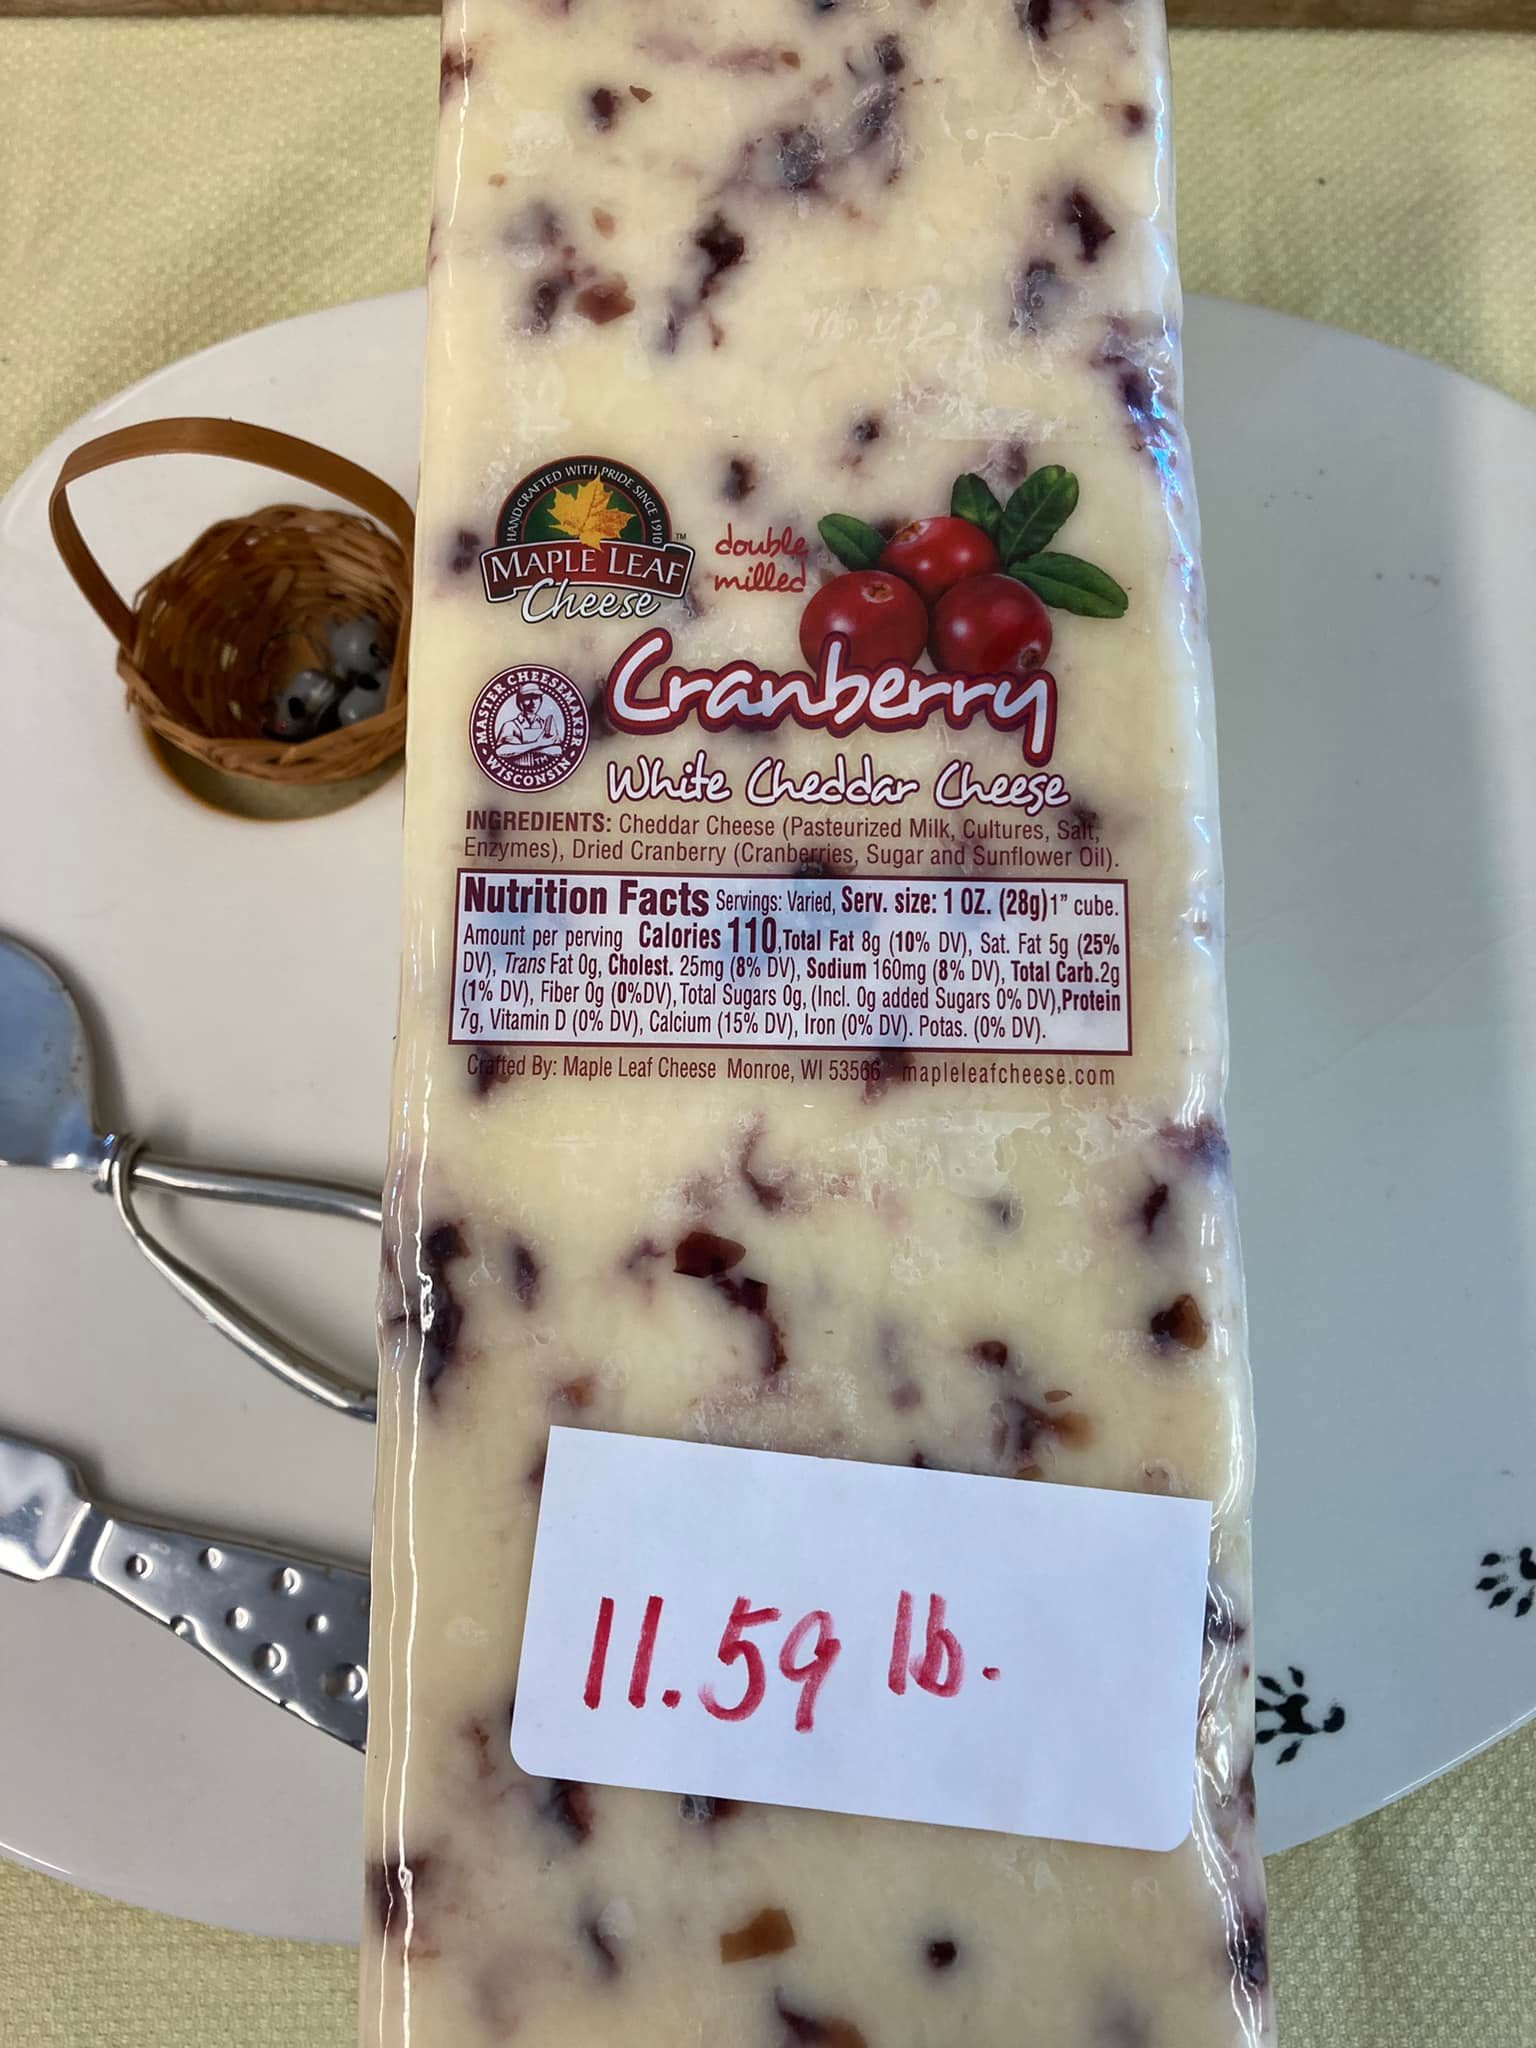 HANDCRAFTED WITH PRIDE SINCE 1910
MAPLE LEAF™
Cheese
double
milled
Cranberry
MASTER CHEESEMAKER
WISCONSIN
TM
White Cheddar Cheese
INGREDIENTS: Cheddar Cheese (Pasteurized Milk, Cultures, Salt,
Enzymes), Dried Cranberry (Cranberries, Sugar and Sunflower Oil).
Nutrition Facts Servings: Varied, Serv. size: 1 OZ. (28g)1" cube.
Amount per perving Calories 110,Total Fat 8g (10% DV), Sat. Fat 5g (25%
DV), Trans Fat 0g, Cholest. 25mg (8% DV), Sodium 160mg (8% DV), Total Carb.2g
(1% DV), Fiber 0g (0%DV), Total Sugars 0g, (Incl. 0g added Sugars 0% DV),Protein
7g, Vitamin D (0% DV), Calcium (15% DV), Iron (0% DV). Potas. (0% DV).
Crafted By: Maple Leaf Cheese Monroe, WI 53566 mapleleafcheese.com
11.59 lb.